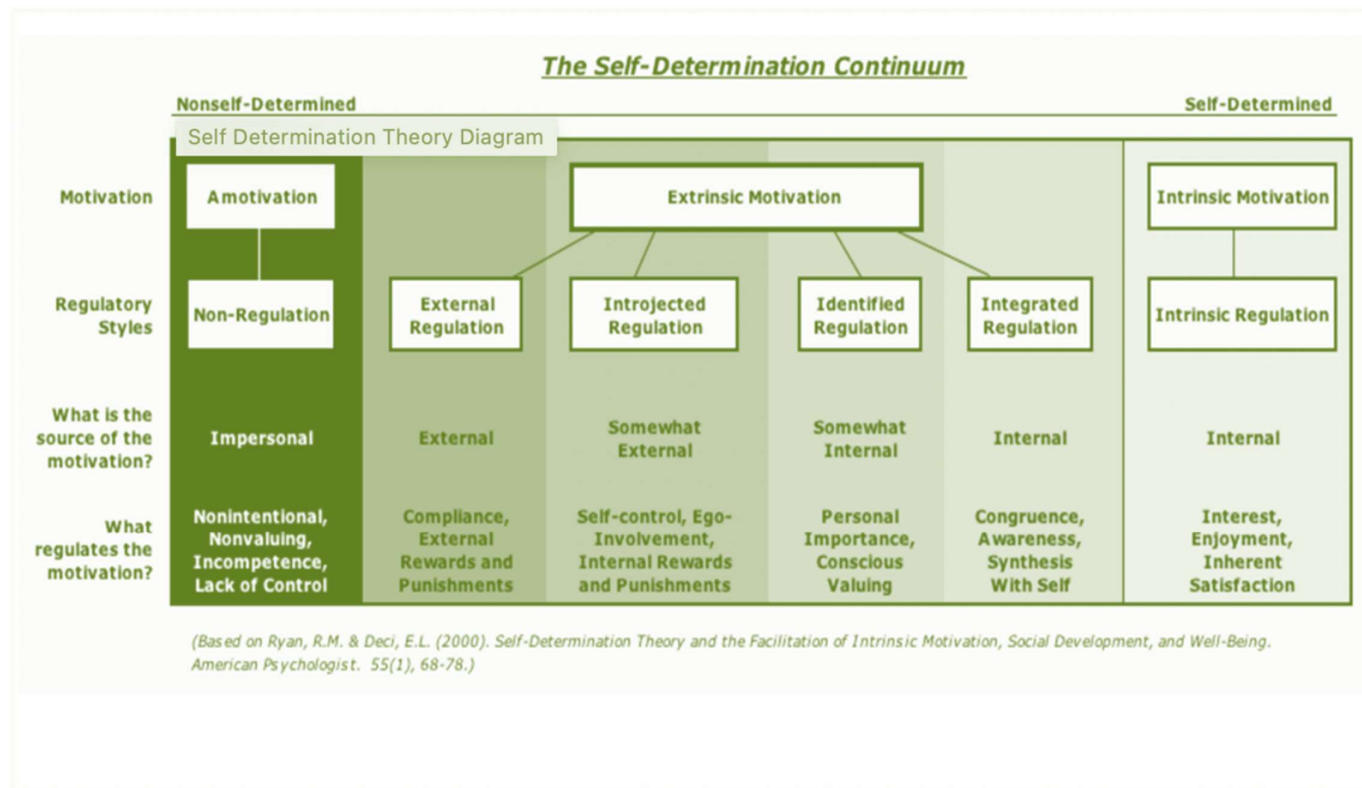 The Self-Determination Continuum
Nonself-Determined
Self-Determined
Self Determination Theory Diagram
Motivation
Amotivation
Extrinsic Motivation
Intrinsic Motivation
Regulatory
Styles
Non-Regulation
External
Regulation
Introjected
Regulation
Identified
Regulation
Integrated
Regulation
Intrinsic Regulation
What is the
source of the
motivation?
Impersonal
External
Somewhat
External
Somewhat
Internal
Internal
Internal
What
regulates the
motivation?
Nonintentional,
Nonvaluing,
Incompetence,
Lack of Control
Compliance,
External
Rewards and
Punishments
Self-control, Ego-
Involvement,
Internal Rewards
and Punishments
Personal
Importance,
Conscious
Valuing
Congruence,
Awareness,
Synthesis
With Self
Interest,
Enjoyment,
Inherent
Satisfaction
(Based on Ryan, R.M. & Deci, E.L. (2000). Self-Determination Theory and the Facilitation of Intrinsic Motivation, Social Development, and Well-Being.
American Psychologist. 55(1), 68-78.)